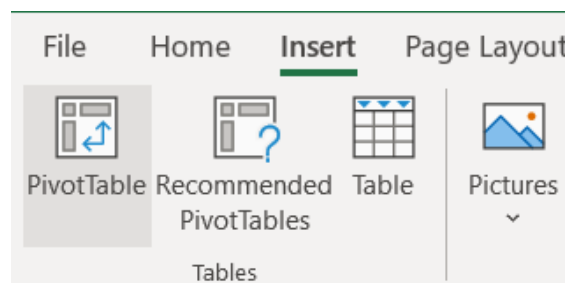 File Home Insert Page Layout
PivotTable Recommended PivotTables Table Pictures
Tables